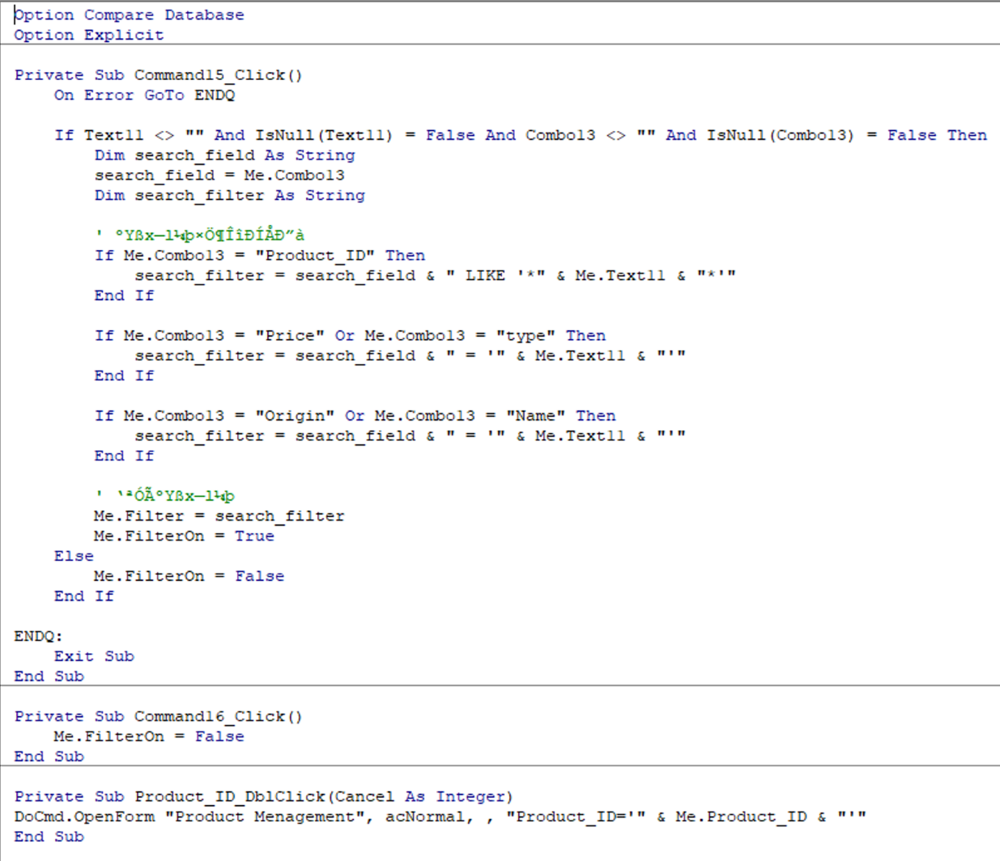 Option Compare Database
Option Explicit
Private Sub Command15_Click()
On Error GoTo ENDQ
If Text11 <> "" And IsNull(Text11) = False And Combo13 <> "" And IsNull(Combo13) = False Then
Dim search_field As String
search_field = Me.Combo13
Dim search_filter As String
' ºYßx—l¼þ×Ö¶ÎîÐÍÅÐ”à
If Me.Combo13 = "Product_ID" Then
search_filter = search_field & " LIKE '*" & Me.Text11 & "*'"
End If
If Me.Combo13 = "Price" Or Me.Combo13 = "type" Then
search_filter = search_field & " = '" & Me.Text11 & "'"
End If
If Me.Combo13 = "Origin" Or Me.Combo13 = "Name" Then
search_filter = search_field & " = '" & Me.Text11 & "'"
End If
' ‘ªÓÃºYßx—l¼þ
Me.Filter = search_filter
Me.FilterOn = True
Else
Me.FilterOn = False
End If
ENDQ:
Exit Sub
End Sub
Private Sub Command16_Click()
Me.FilterOn = False
End Sub
Private Sub Product_ID_DblClick(Cancel As Integer)
DoCmd.OpenForm "Product Menagement", acNormal, , "Product_ID='" & Me.Product_ID & "'"
End Sub